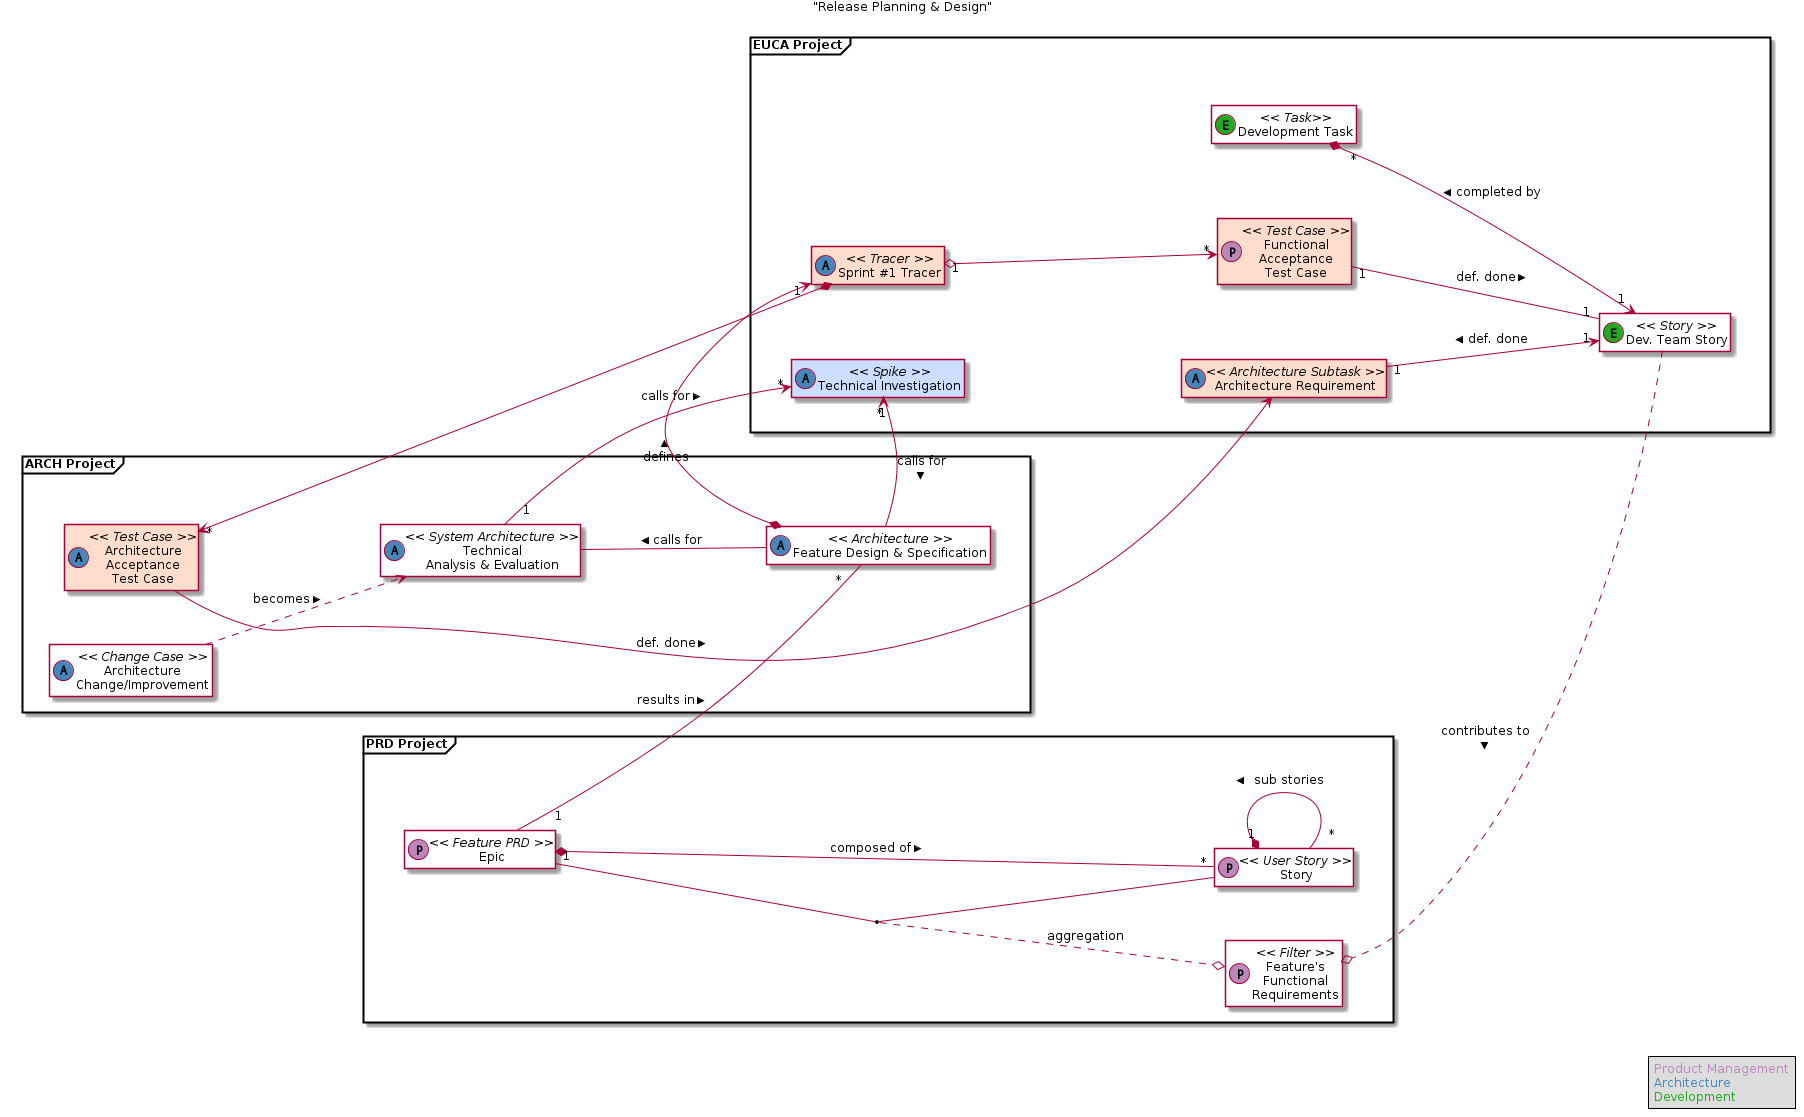 "Release Planning & Design"
EUCA Project
E
<< Task>>
Development Task
*
◄ completed by
1
P
<< Test Case >>
Functional
Acceptance
Test Case
*
1
def. done ►
1
A
<< Tracer >>
Sprint #1 Tracer
1
1
E
<< Story >>
Dev. Team Story
◄ def. done
1
1
A
<< Spike >>
Technical Investigation
*
*
1
A
<< Architecture Subtask >>
Architecture Requirement
calls for ►
▲
defines
calls for
▼
ARCH Project
*
1
A
<< Test Case >>
Architecture
Acceptance
Test Case
A
<< System Architecture >>
Technical
Analysis & Evaluation
◄ calls for
A
<< Architecture >>
Feature Design & Specification
*
becomes ►
def. done ►
A
<< Change Case >>
Architecture
Change/Improvement
results in ►
contributes to
▼
PRD Project
◄ sub stories
1
*
1
P
<< Feature PRD >>
Epic
1
composed of ►
*
P
<< User Story >>
Story
aggregation
P
<< Filter >>
Feature's
Functional
Requirements
Product Management
Architecture
Development